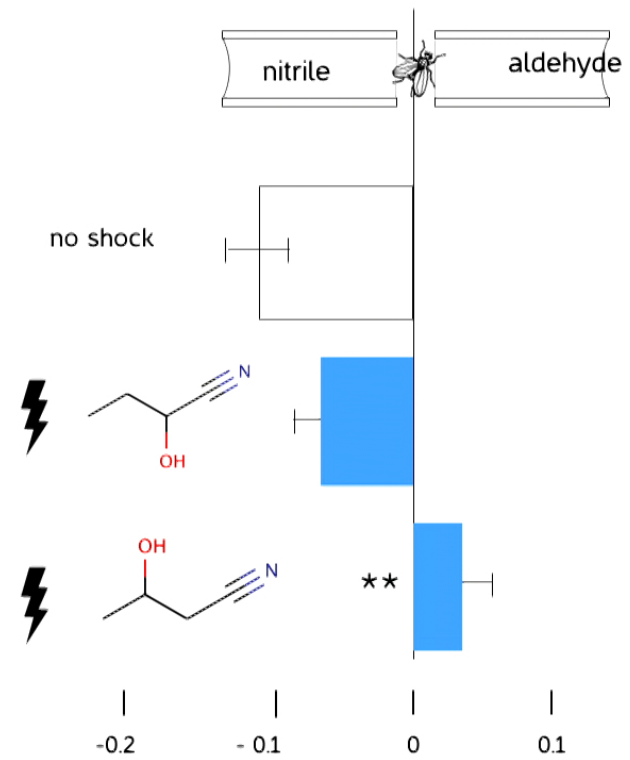 nitrile
aldehyde
no shock
N
OH
OH
N
**
-0.2
- 0.1
0
0.1